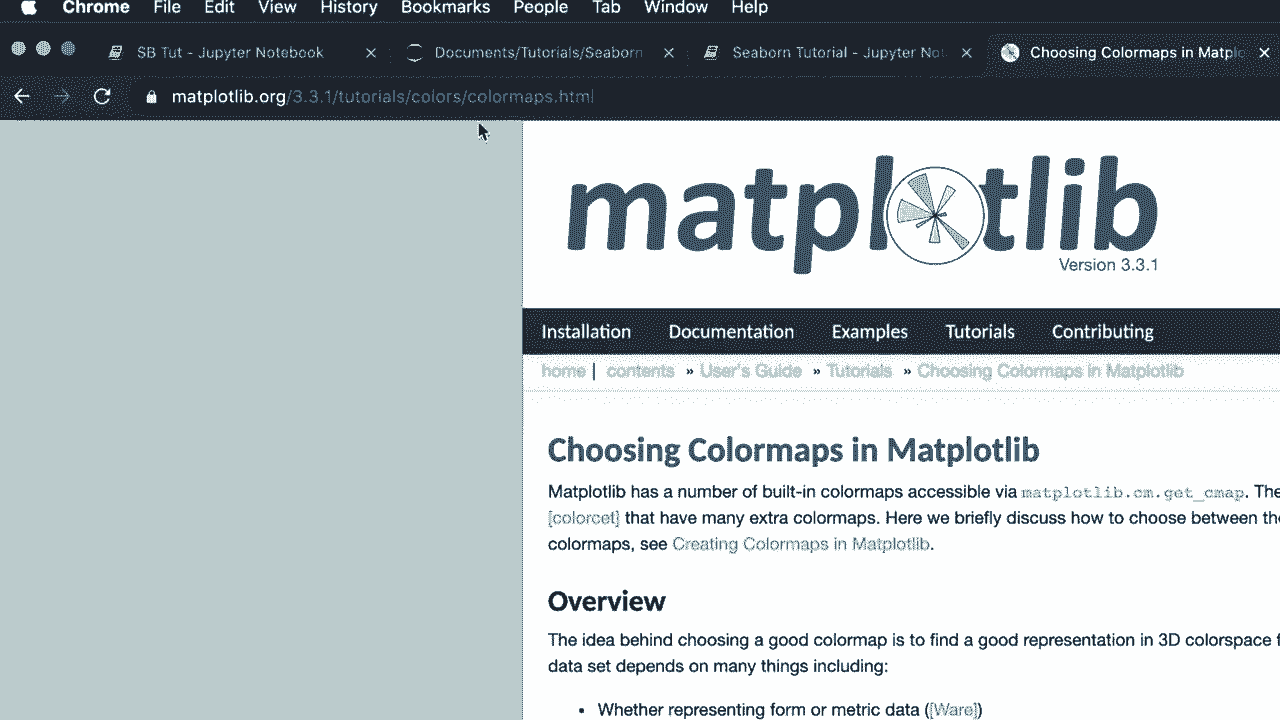 Chrome File Edit View History Bookmarks People Tab Window Help
SB Tut - Jupyter Notebook Documents/Tutorials/Seaborn Seaborn Tutorial - Jupyter No Choosing Colormaps in Matplo
matplotlib.org/3.3.1/tutorials/colors/colormaps.html
matplotlib
Version 3.3.1
Installation Documentation Examples Tutorials Contributing
home | contents » User's Guide » Tutorials » Choosing Colormaps in Matplotlib
Choosing Colormaps in Matplotlib
Matplotlib has a number of built-in colormaps accessible via matplotlib.cm.get_cmap. The
[colorcet] that have many extra colormaps. Here we briefly discuss how to choose between the
colormaps, see Creating Colormaps in Matplotlib.
Overview
The idea behind choosing a good colormap is to find a good representation in 3D colorspace f
data set depends on many things including:
• Whether representing form or metric data ([Ware])